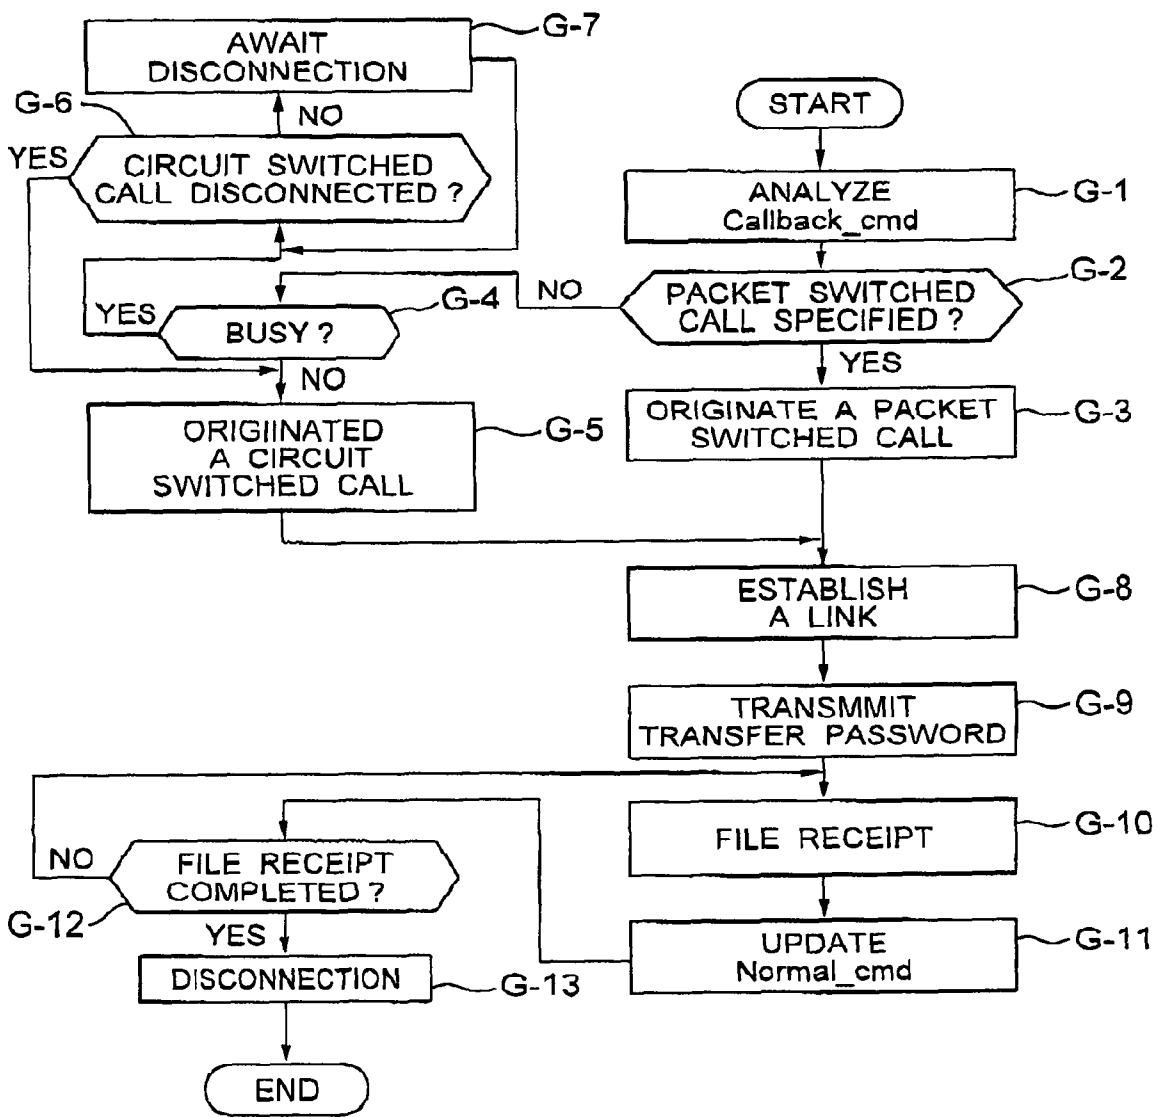 START
ANALYZE
Callback_cmd
G-1
PACKET SWITCHED
CALL SPECIFIED ?
G-2
NO
YES
ORIGINATE A PACKET
SWITCHED CALL
G-3
BUSY ?
G-4
YES
NO
ORIGIINATED
A CIRCUIT
SWITCHED CALL
G-5
CIRCUIT SWITCHED
CALL DISCONNECTED ?
G-6
YES
NO
AWAIT
DISCONNECTION
G-7
ESTABLISH
A LINK
G-8
TRANSMMIT
TRANSFER PASSWORD
G-9
FILE RECEIPT
G-10
UPDATE
Normal_cmd
G-11
FILE RECEIPT
COMPLETED ?
G-12
NO
YES
DISCONNECTION
G-13
END